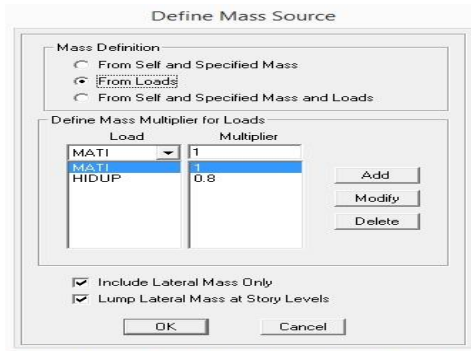 Define Mass Source
Mass Definition
From Self and Specified Mass
From Loads
From Self and Specified Mass and Loads
Define Mass Multiplier for Loads
Load Multiplier
MATI 1
MATI 1
HIDUP 0.8
Add
Modify
Delete
Include Lateral Mass Only
Lump Lateral Mass at Story Levels
OK Cancel